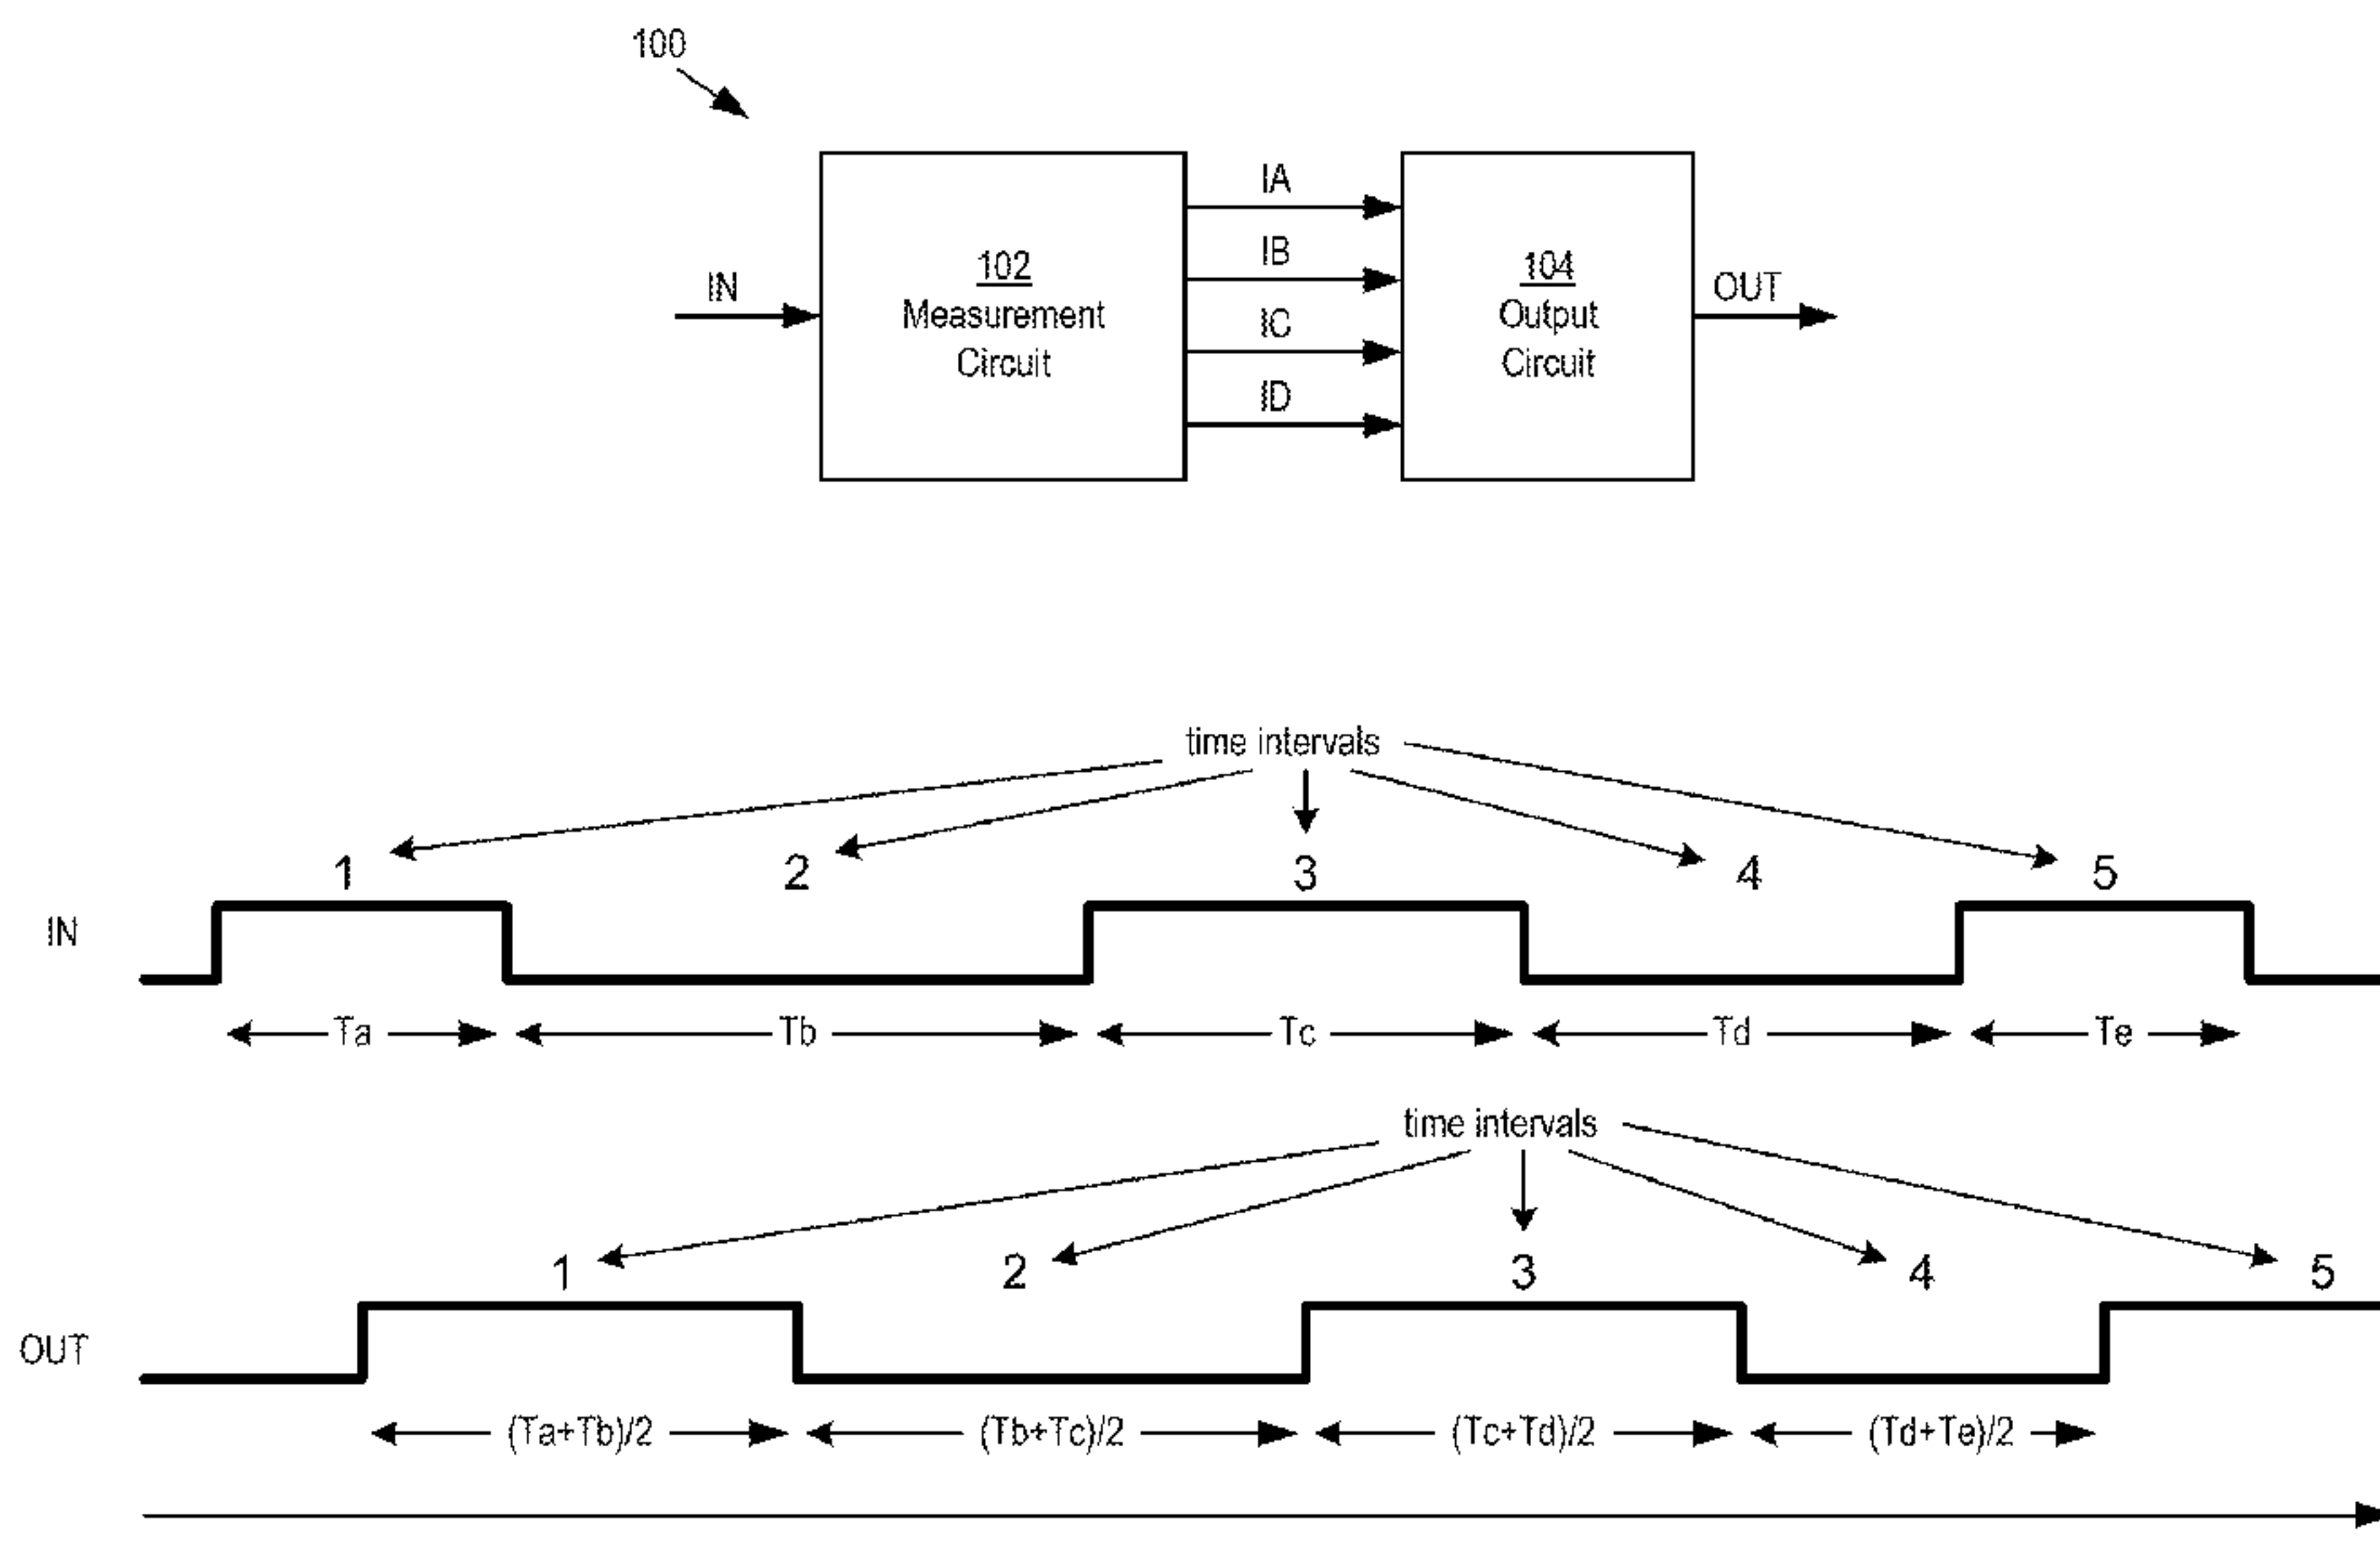 100
IN
102
Measurement
Circuit
IA
IB
IC
ID
104
Output
Circuit
OUT
time intervals
1 2 3 4 5
IN
Ta Tb Tc Td Te
time intervals
1 2 3 4 5
OUT
(Ta+Tb)/2 (Tb+Tc)/2 (Tc+Td)/2 (Td+Te)/2